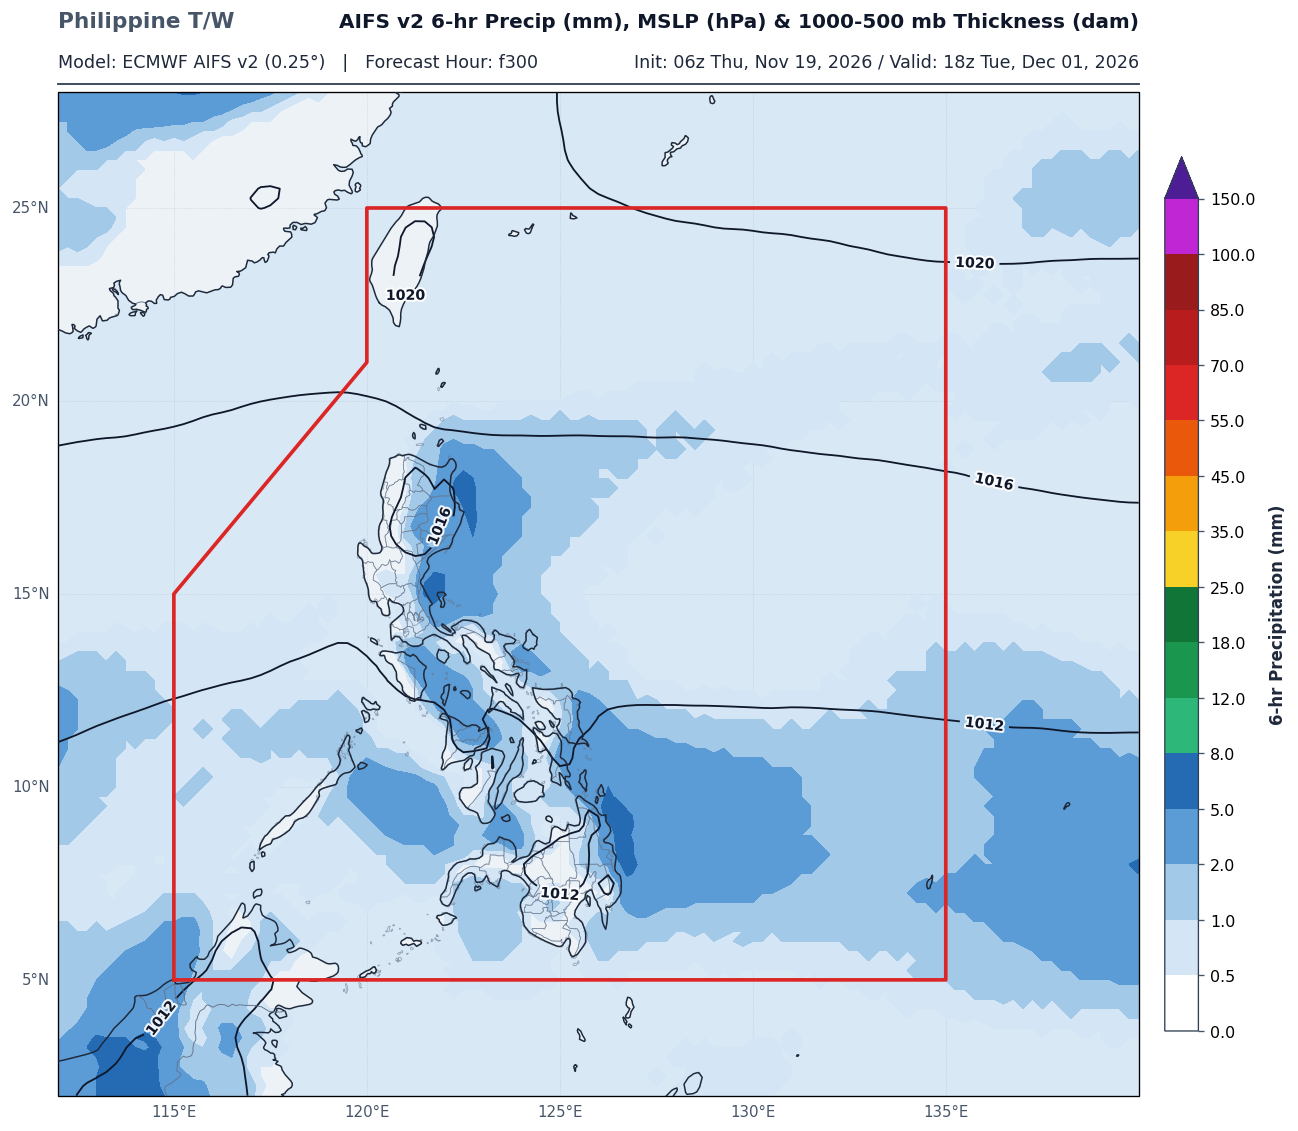 Philippine T/W
AIFS v2 6-hr Precip (mm), MSLP (hPa) & 1000-500 mb Thickness (dam)
Model: ECMWF AIFS v2 (0.25°) | Forecast Hour: f300
Init: 06z Thu, Nov 19, 2026 / Valid: 18z Tue, Dec 01, 2026
25°N
20°N
15°N
10°N
5°N
1020
1020
1016
1016
1012
1012
1012
115°E
120°E
125°E
130°E
135°E
150.0
100.0
85.0
70.0
55.0
45.0
35.0
25.0
18.0
12.0
8.0
5.0
2.0
1.0
0.5
0.0
6-hr Precipitation (mm)